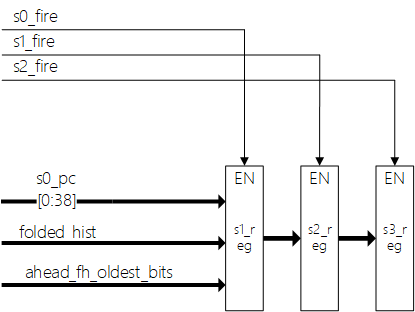 s0_fire
s1_fire
s2_fire
EN
EN
EN
s0_pc
[0:38]
folded_hist
s1_r
eg
s2_r
eg
s3_r
eg
ahead_fh_oldest_bits